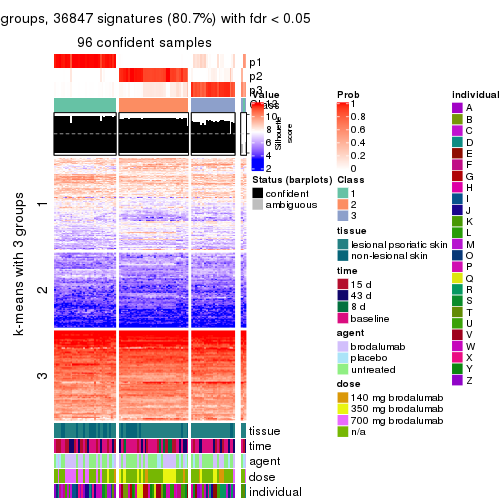 groups, 36847 signatures (80.7%) with fdr < 0.05
96 confident samples
p1
p2
p3
Class
Value
10
8
6
4
2
Silhouette
score
Prob
1
0.8
0.6
0.4
0.2
0
Status (barplots)
confident
ambiguous
Class
1
2
3
tissue
lesional psoriatic skin
non-lesional skin
time
15 d
43 d
8 d
baseline
agent
brodalumab
placebo
untreated
dose
140 mg brodalumab
350 mg brodalumab
700 mg brodalumab
n/a
individual
A
B
C
D
E
F
G
H
I
J
K
L
M
O
P
Q
R
S
T
U
V
W
X
Y
Z
k-means with 3 groups
1
2
3
tissue
time
agent
dose
individual